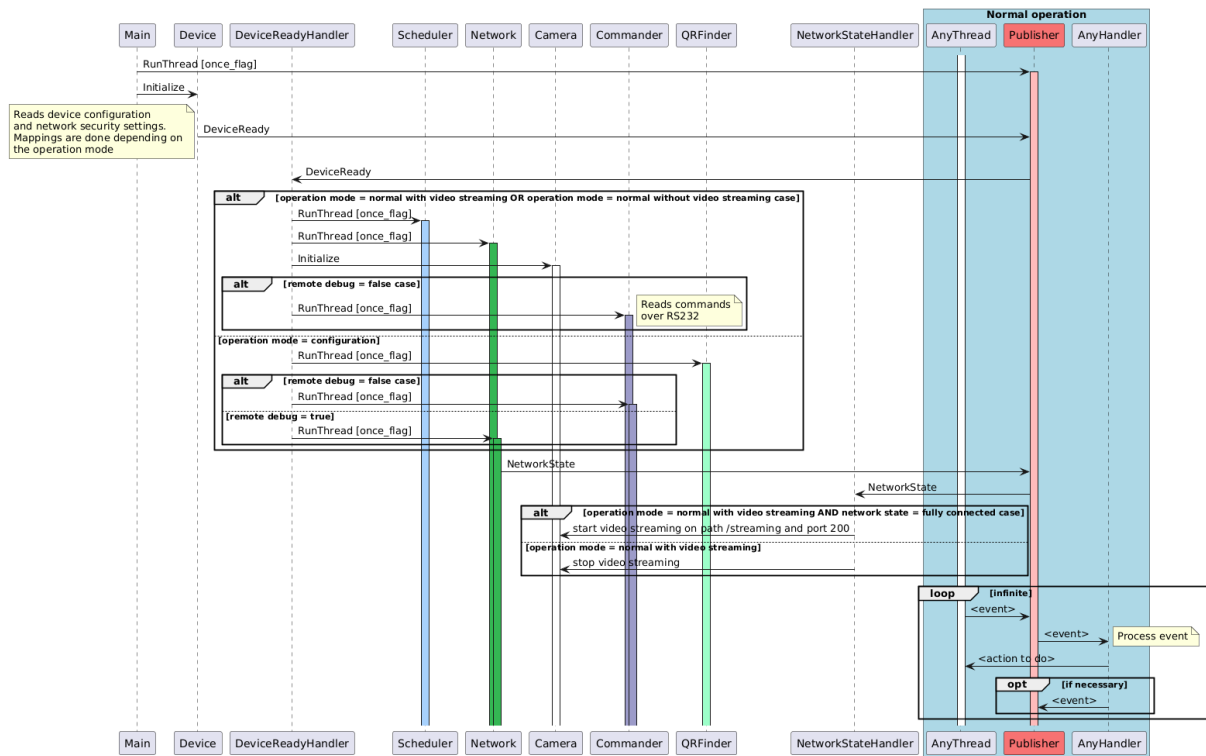 Normal operation
Main Device DeviceReadyHandler Scheduler Network Camera Commander QRFinder NetworkStateHandler AnyThread Publisher AnyHandler
RunThread [once_flag]
Initialize
Reads device configuration
and network security settings.
Mappings are done depending on
the operation mode
DeviceReady
DeviceReady
alt [operation mode = normal with video streaming OR operation mode = normal without video streaming case]
RunThread [once_flag]
RunThread [once_flag]
Initialize
alt [remote debug = false case]
RunThread [once_flag]
Reads commands
over RS232
[operation mode = configuration]
RunThread [once_flag]
alt [remote debug = false case]
RunThread [once_flag]
[remote debug = true]
RunThread [once_flag]
NetworkState
NetworkState
alt [operation mode = normal with video streaming AND network state = fully connected case]
start video streaming on path /streaming and port 200
[operation mode = normal with video streaming]
stop video streaming
loop [infinite]
<event>
<event>
Process event
<action to do>
opt [if necessary]
<event>
Main Device DeviceReadyHandler Scheduler Network Camera Commander QRFinder NetworkStateHandler AnyThread Publisher AnyHandler